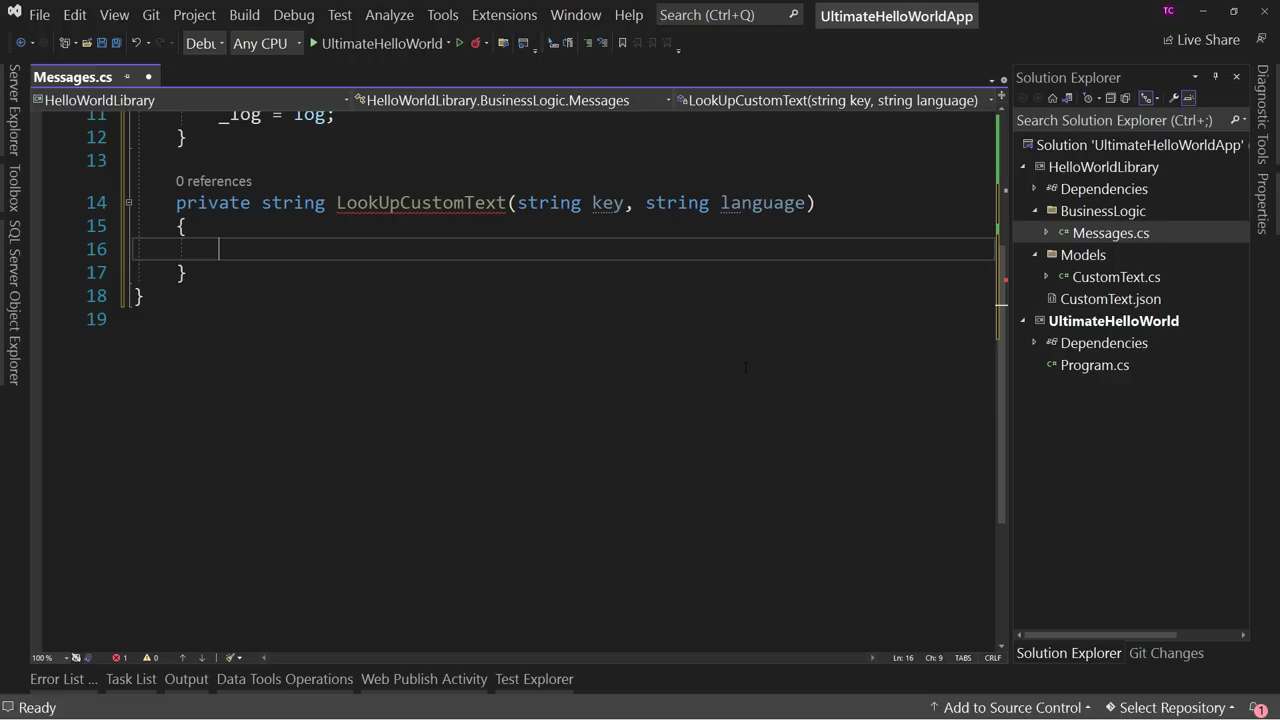 File Edit View Git Project Build Debug Test Analyze Tools Extensions Window Help Search (Ctrl+Q) UltimateHelloWorldApp TC
Debu Any CPU UltimateHelloWorld Live Share
Messages.cs
HelloWorldLibrary HelloWorldLibrary.BusinessLogic.Messages LookUpCustomText(string key, string language)
11 _log = log;
12 }
13
0 references
14 private string LookUpCustomText(string key, string language)
15 {
16
17 }
18 }
19
Server Explorer
Toolbox
SQL Server Object Explorer
Solution Explorer
Search Solution Explorer (Ctrl+;)
Solution 'UltimateHelloWorldApp' (
HelloWorldLibrary
Dependencies
BusinessLogic
C# Messages.cs
Models
C# CustomText.cs
CustomText.json
UltimateHelloWorld
Dependencies
C# Program.cs
Solution Explorer Git Changes
Diagnostic Tools
Properties
100 % 1 0 Ln: 16 Ch: 9 TABS CRLF
Error List ... Task List Output Data Tools Operations Web Publish Activity Test Explorer
Ready Add to Source Control Select Repository 1